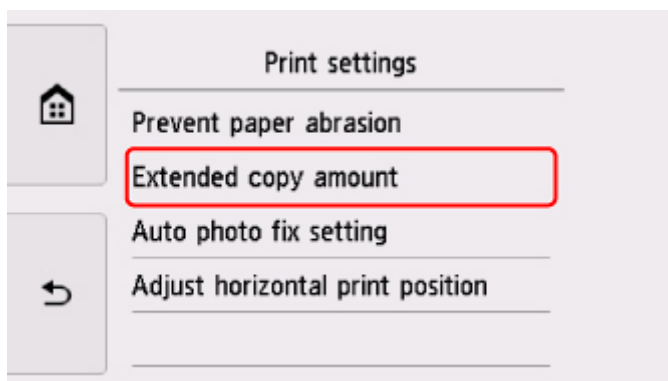 Print settings
Prevent paper abrasion
Extended copy amount
Auto photo fix setting
Adjust horizontal print position